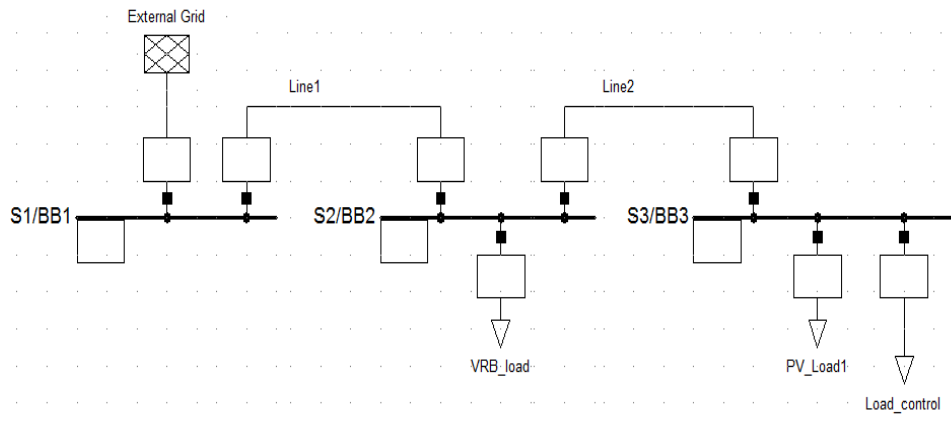 External Grid
Line1
Line2
S1/BB1
S2/BB2
S3/BB3
VRB_load
PV_Load1
Load_control